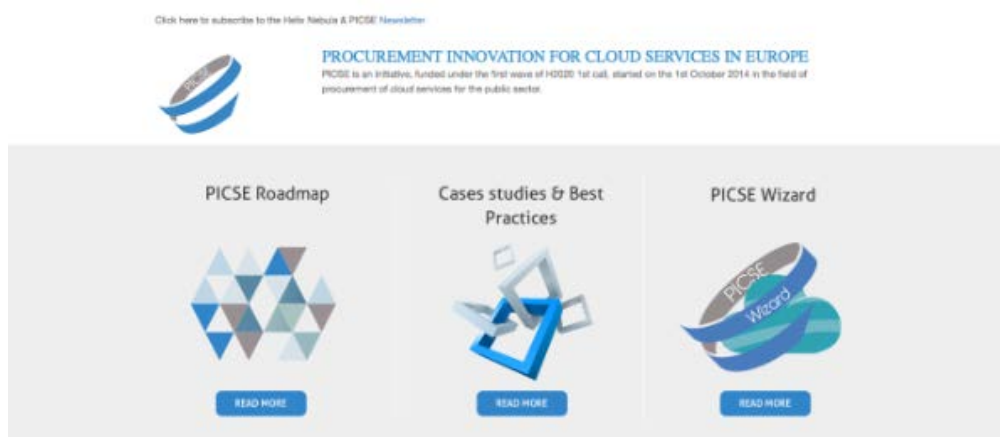 Click here to subscribe to the Helix Nebula & PICSE Newsletter
PICSE
PROCUREMENT INNOVATION FOR CLOUD SERVICES IN EUROPE
PICSE is an initiative, funded under the first wave of H2020 1st call, started on the 1st October 2014 in the field of
procurement of cloud services for the public sector.
PICSE Roadmap
Cases studies & Best
Practices
PICSE Wizard
PICSE
Wizard
READ MORE
READ MORE
READ MORE